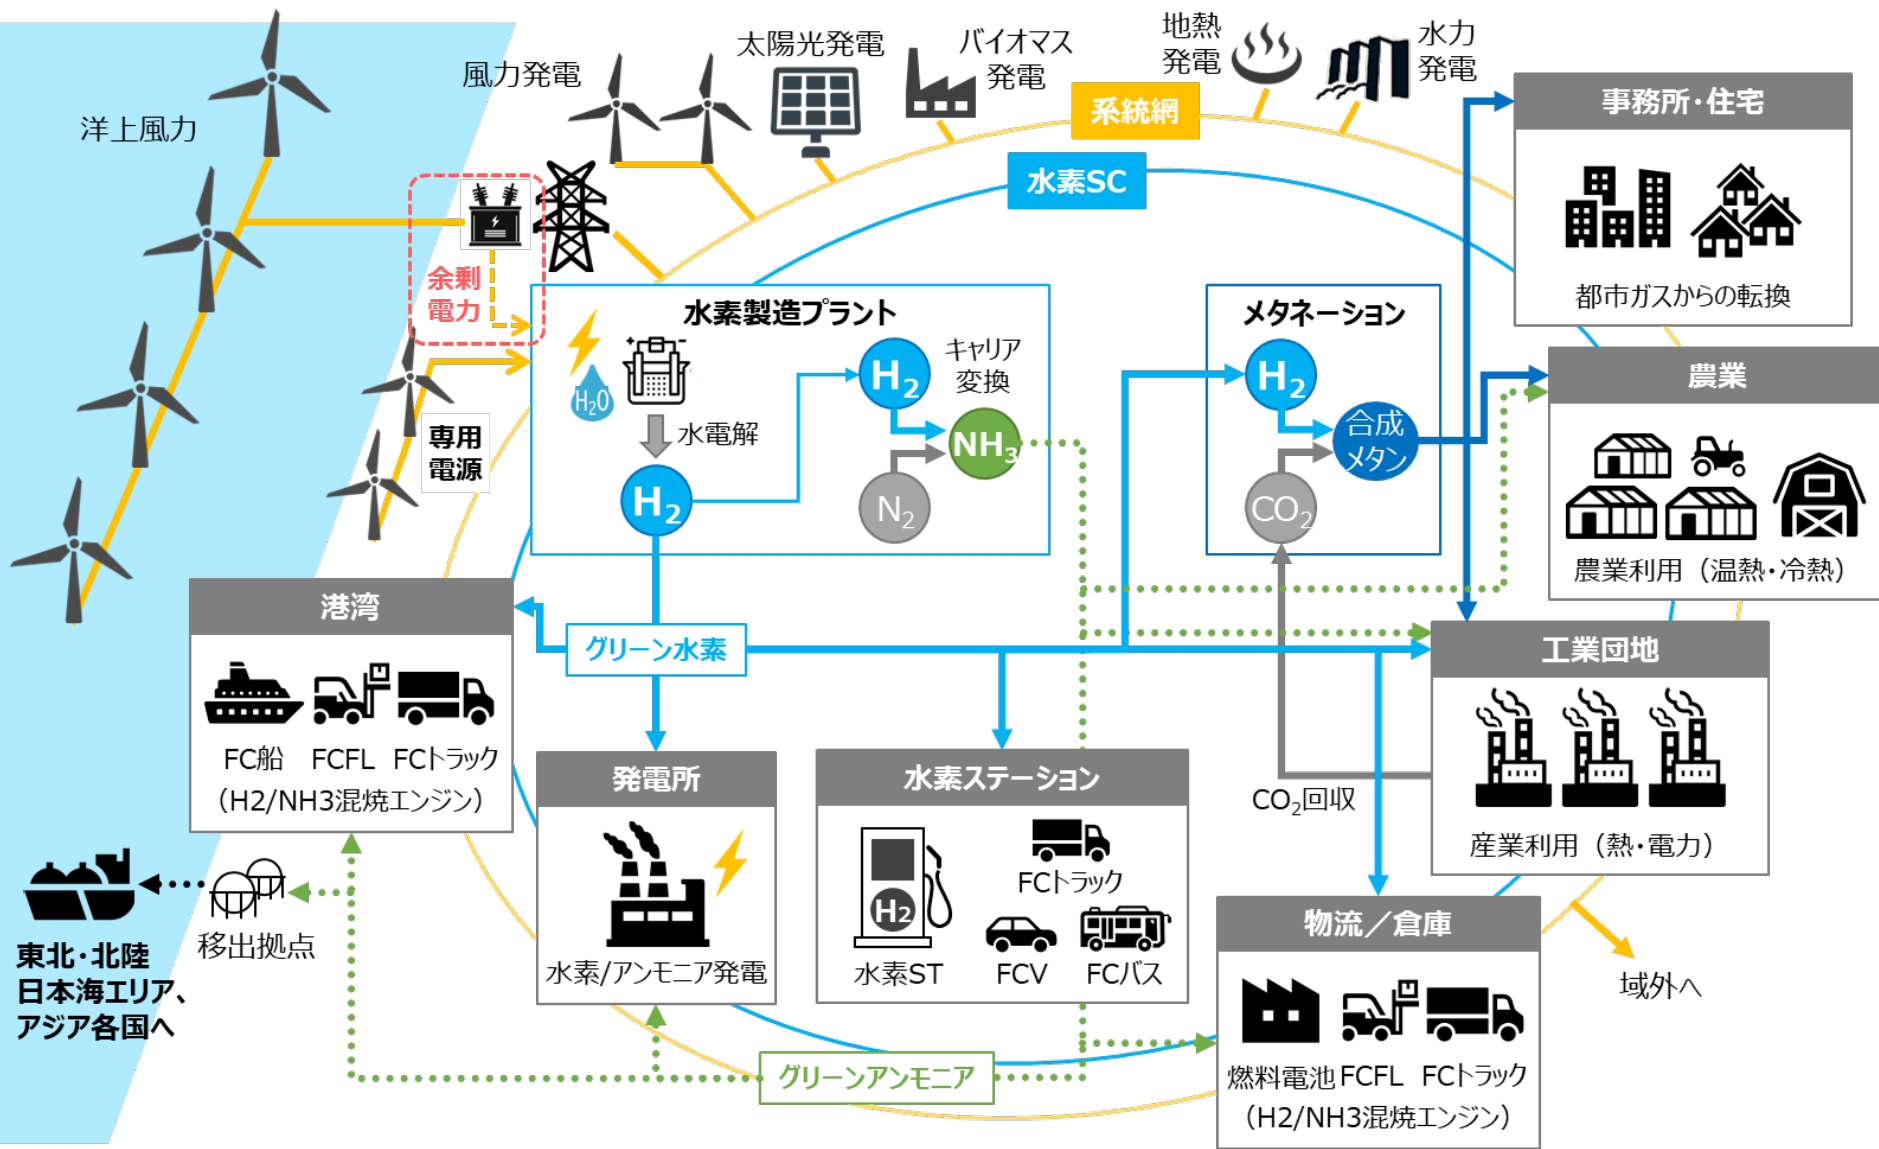 洋上風力
風力発電
太陽光発電
バイオマス
発電
地熱
発電
水力
発電
系統網
水素SC
余剰
電力
専用
電源
水素製造プラント
H2O
水電解
H2
H2
キャリア
変換
NH3
N2
メタネーション
H2
合成
メタン
CO2
事務所・住宅
都市ガスからの転換
農業
農業利用（温熱・冷熱）
港湾
FC船
FCFL
FCトラック
（H2/NH3混焼エンジン）
グリーン水素
工業団地
産業利用（熱・電力）
CO2回収
発電所
水素/アンモニア発電
水素ステーション
H2
水素ST
FCトラック
FCV
FCバス
物流／倉庫
燃料電池
FCFL
FCトラック
（H2/NH3混焼エンジン）
域外へ
移出拠点
東北・北陸
日本海エリア、
アジア各国へ
グリーンアンモニア